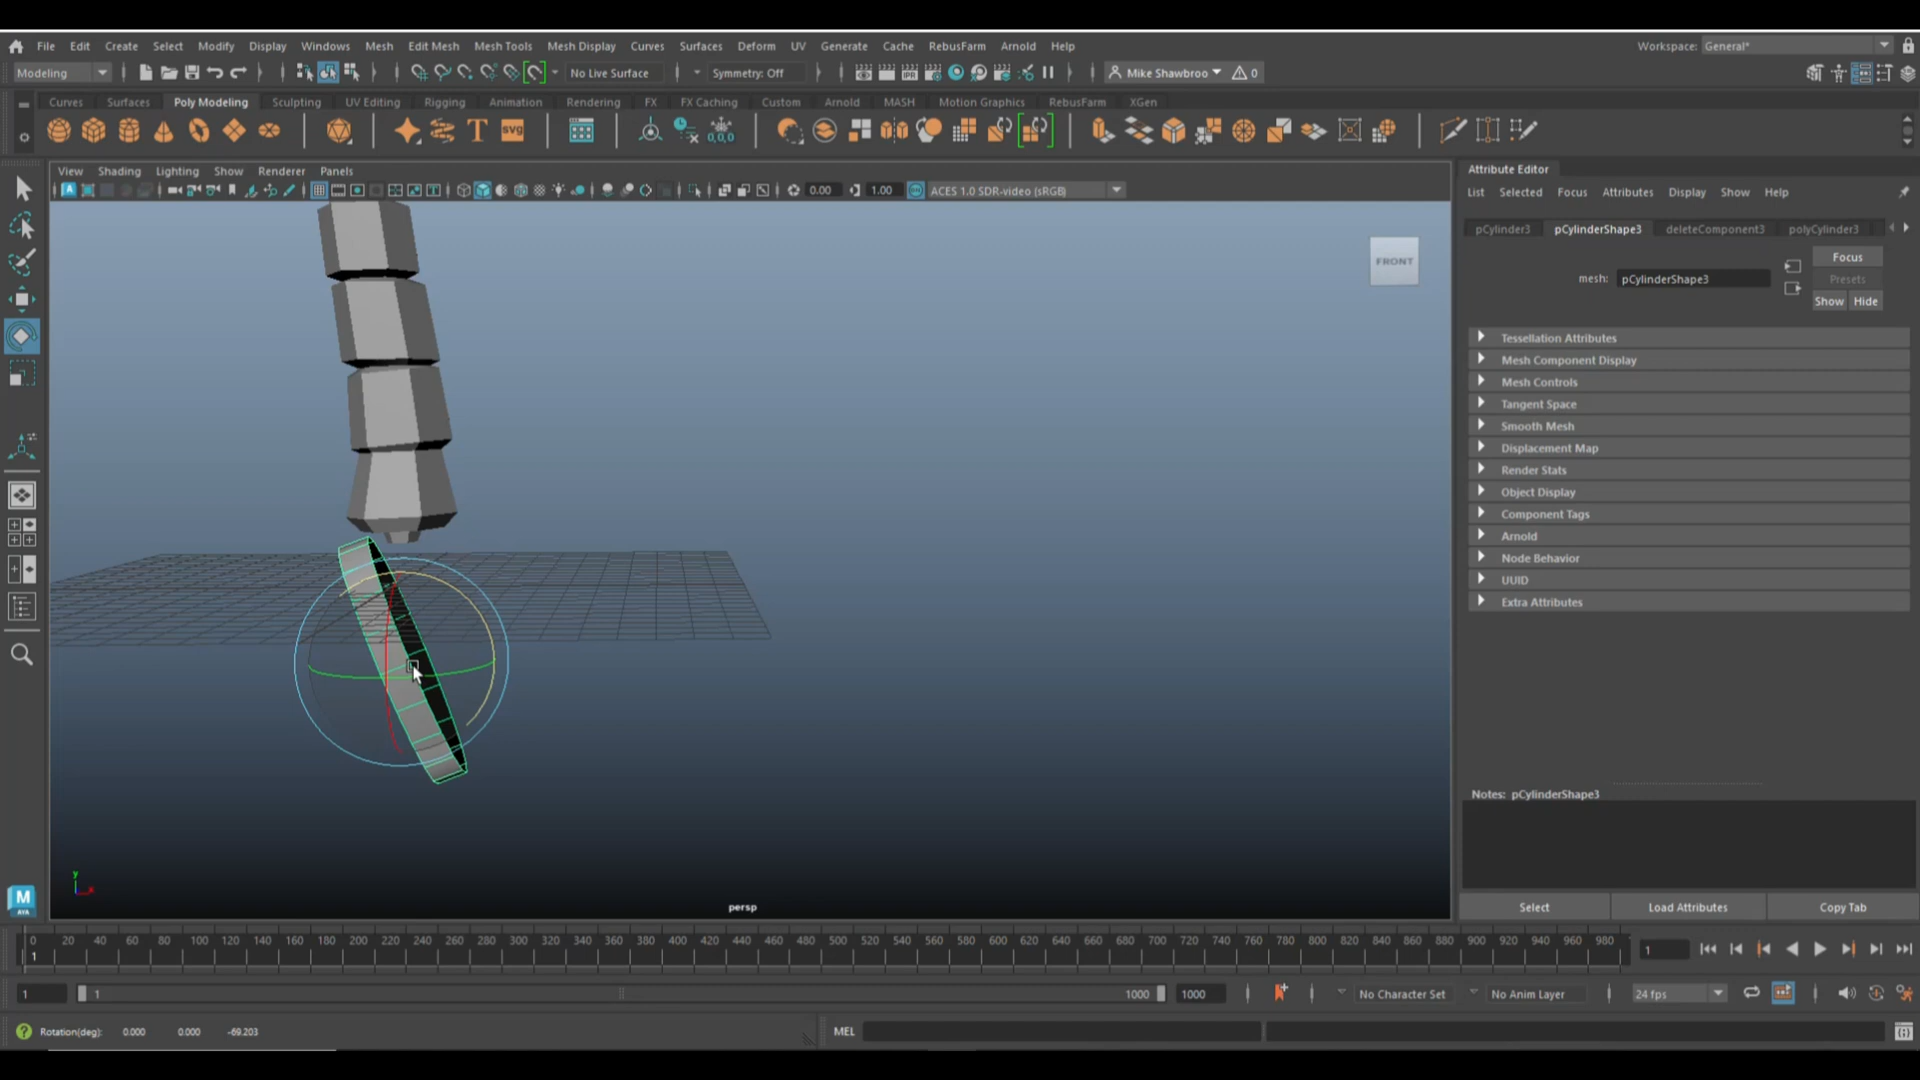 File Edit Create Select Modify Display Windows Mesh Edit Mesh Mesh Tools Mesh Display Curves Surfaces Deform UV Generate Cache RebusFarm Arnold Help Workspace: General*
Modeling No Live Surface Symmetry: Off IPR Mike Shawbroo 0
Curves Surfaces Poly Modeling Sculpting UV Editing Rigging Animation Rendering FX FX Caching Custom Arnold MASH Motion Graphics RebusFarm XGen
T SVG 0,0,0
View Shading Lighting Show Renderer Panels
0.00 1.00 ACES 1.0 SDR-video (sRGB)
FRONT
y
x
persp
Attribute Editor
List Selected Focus Attributes Display Show Help
pCylinder3 pCylinderShape3 deleteComponent3 polyCylinder3
Focus
mesh: pCylinderShape3 Presets
Show Hide
Tessellation Attributes
Mesh Component Display
Mesh Controls
Tangent Space
Smooth Mesh
Displacement Map
Render Stats
Object Display
Component Tags
Arnold
Node Behavior
UUID
Extra Attributes
Notes: pCylinderShape3
Select Load Attributes Copy Tab
M
AYA
0 20 40 60 80 100 120 140 160 180 200 220 240 260 280 300 320 340 360 380 400 420 440 460 480 500 520 540 560 580 600 620 640 660 680 700 720 740 760 780 800 820 840 860 880 900 920 940 960 980
1 1
1 1 1000 1000 No Character Set No Anim Layer 24 fps
Rotation(deg): 0.000 0.000 -69.203 MEL